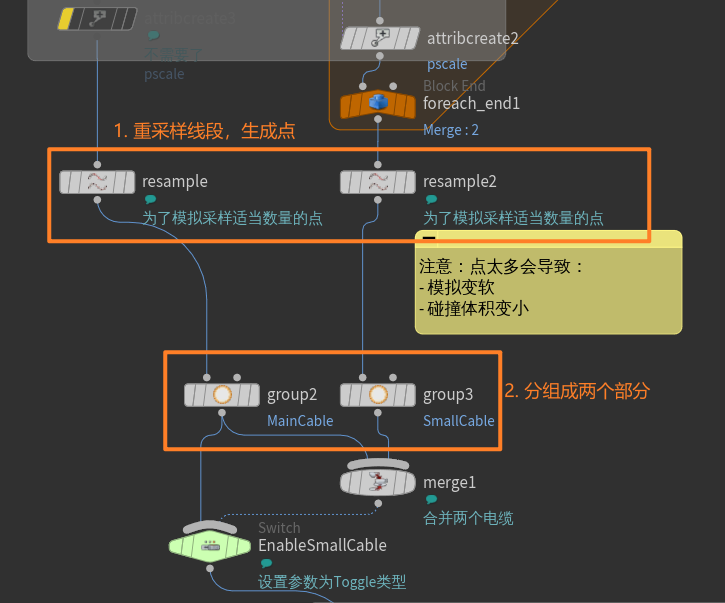 attribcreate3
不需要了
pscale
attribcreate2
pscale
Block End
foreach_end1
Merge : 2
1. 重采样线段，生成点
resample
为了模拟采样适当数量的点
resample2
为了模拟采样适当数量的点
注意：点太多会导致：
- 模拟变软
- 碰撞体积变小
group2
MainCable
group3
SmallCable
2. 分组成两个部分
merge1
合并两个电缆
Switch
EnableSmallCable
设置参数为Toggle类型